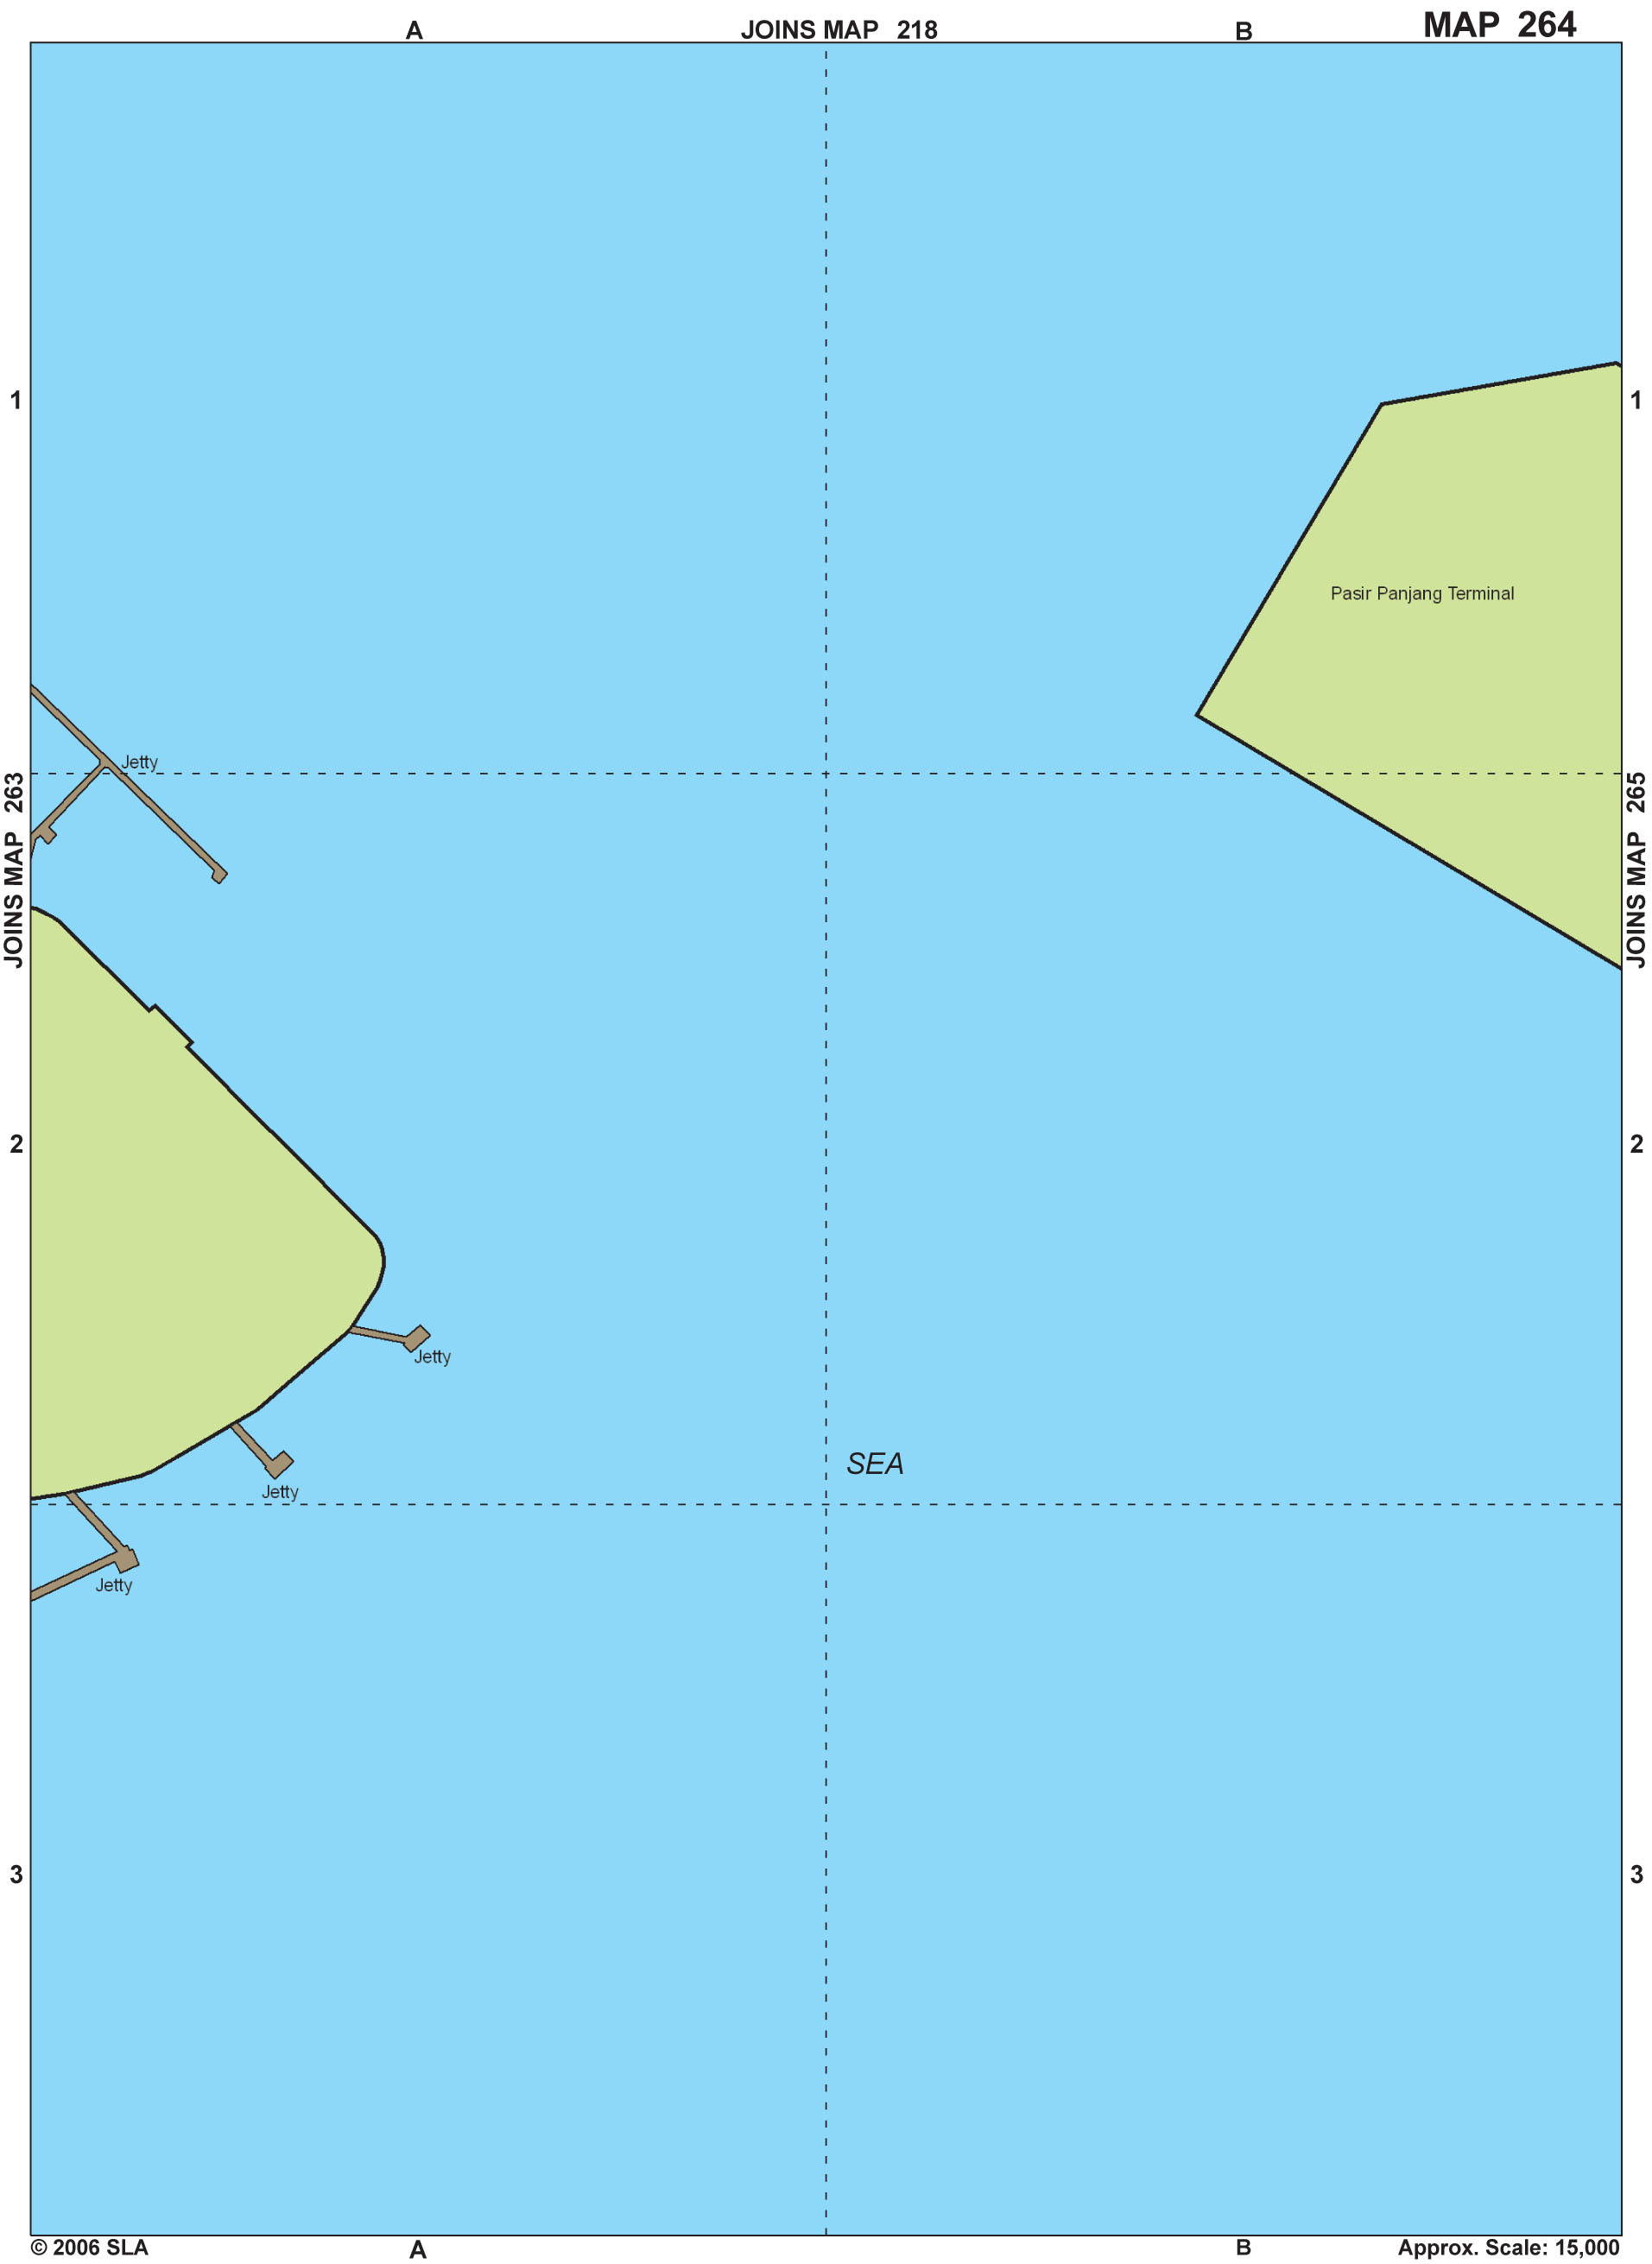 A JOINS MAP 218 B MAP 264
1 1
Pasir Panjang Terminal
Jetty
JOINS MAP 263
JOINS MAP 265
2 2
Jetty
SEA
Jetty
Jetty
3 3
© 2006 SLA A B Approx. Scale: 15,000